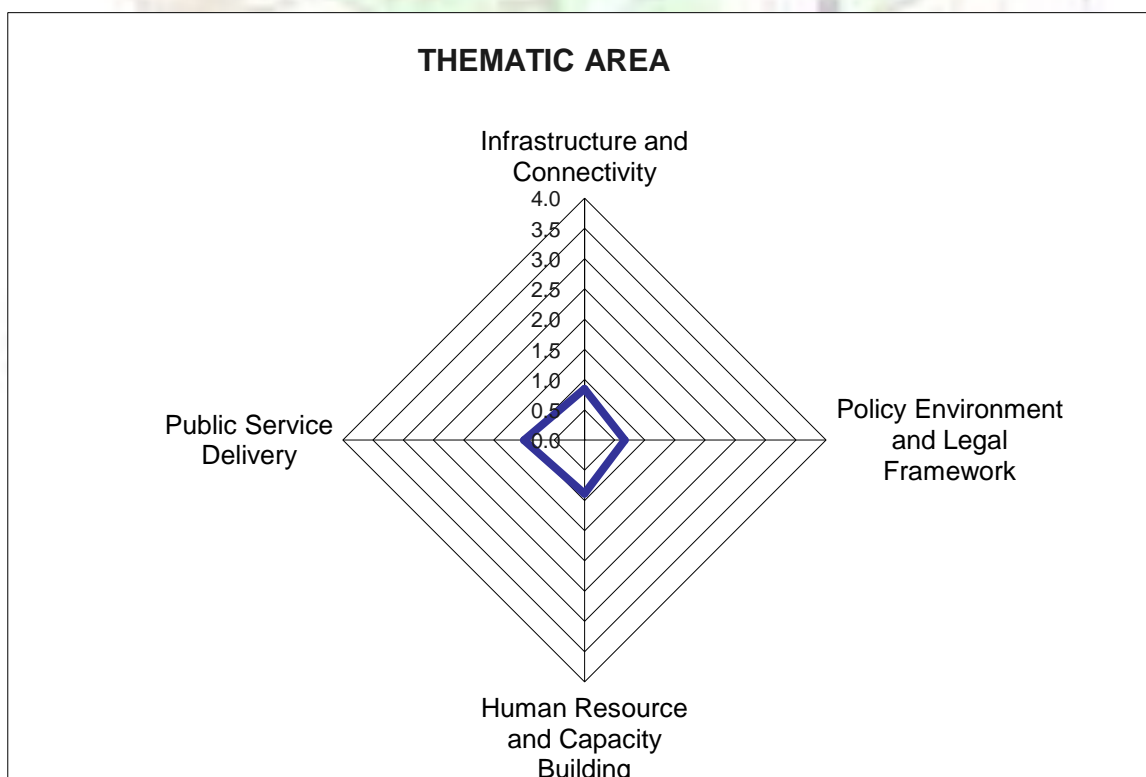 THEMATIC AREA
Infrastructure and
Connectivity
4.0
3.5
3.0
2.5
2.0
1.5
1.0
0.5
0.0
Public Service
Delivery
Policy Environment
and Legal
Framework
Human Resource
and Capacity
Building